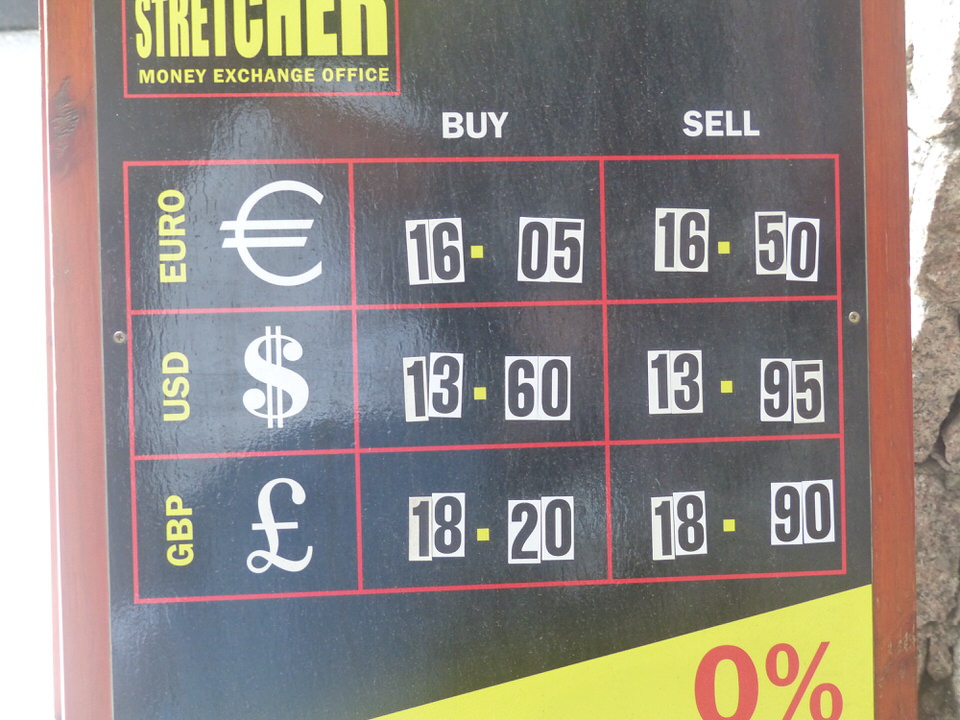 STRETCHER
MONEY EXCHANGE OFFICE
BUY SELL
EURO € 16.05 16.50
USD $ 13.60 13.95
GBP £ 18.20 18.90
0%